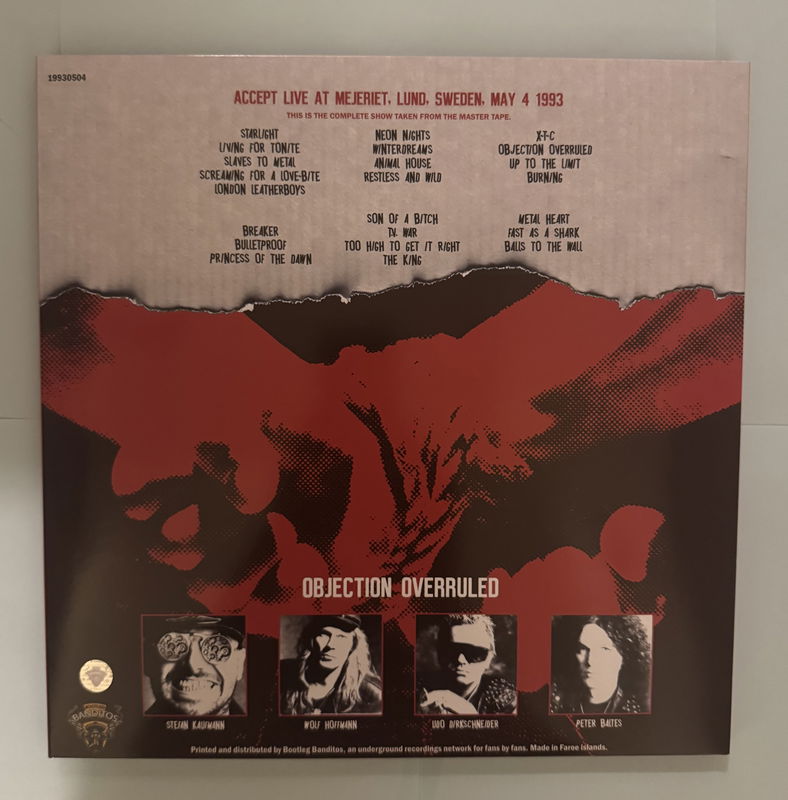 19930504
ACCEPT LIVE AT MEJERIET, LUND, SWEDEN, MAY 4 1993
THIS IS THE COMPLETE SHOW TAKEN FROM THE MASTER TAPE.
STARLIGHT
LIVING FOR TONITE
SLAVES TO METAL
SCREAMING FOR A LOVE-BITE
LONDON LEATHERBOYS
NEON NIGHTS
WINTERDREAMS
ANIMAL HOUSE
RESTLESS AND WILD
X-T-C
OBJECTION OVERRULED
UP TO THE LIMIT
BURNING
BREAKER
BULLETPROOF
PRINCESS OF THE DAWN
SON OF A BITCH
T.V. WAR
TOO HIGH TO GET IT RIGHT
THE KING
METAL HEART
FAST AS A SHARK
BALLS TO THE WALL
OBJECTION OVERRULED
STEFAN KAUFMANN
WOLF HOFFMANN
UDO DIRKSCHNEIDER
PETER BALTES
BANDITOS
Printed and distributed by Bootleg Banditos, an underground recordings network for fans by fans. Made in Faroe Islands.